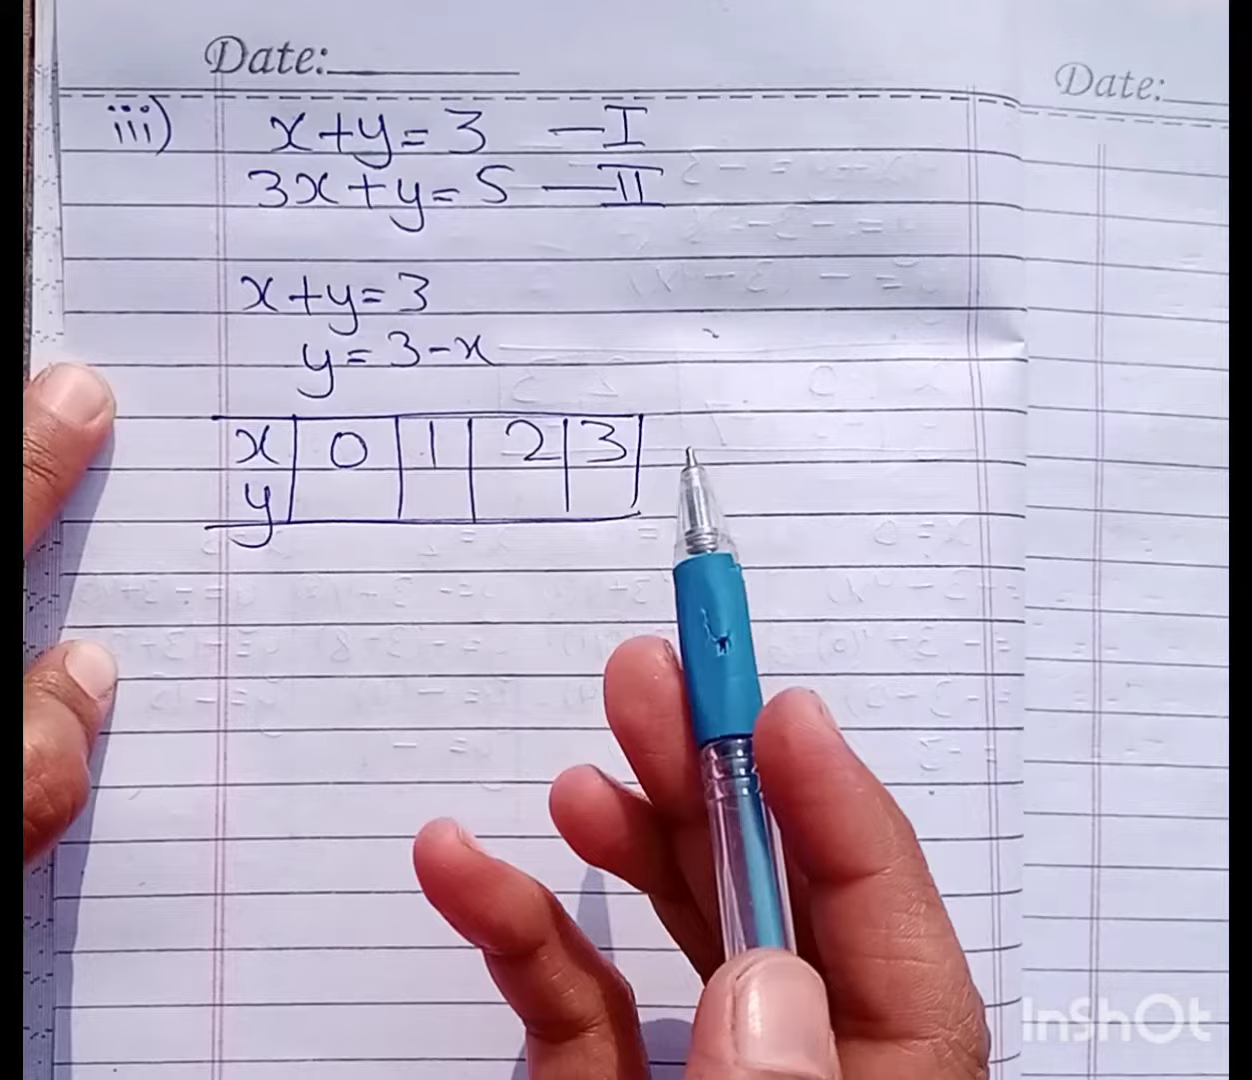 Date:
Date:
iii) x+y=3 —I
3x+y=5 —II
x+y=3
y=3-x
x 0 1 2 3
y
InShOt